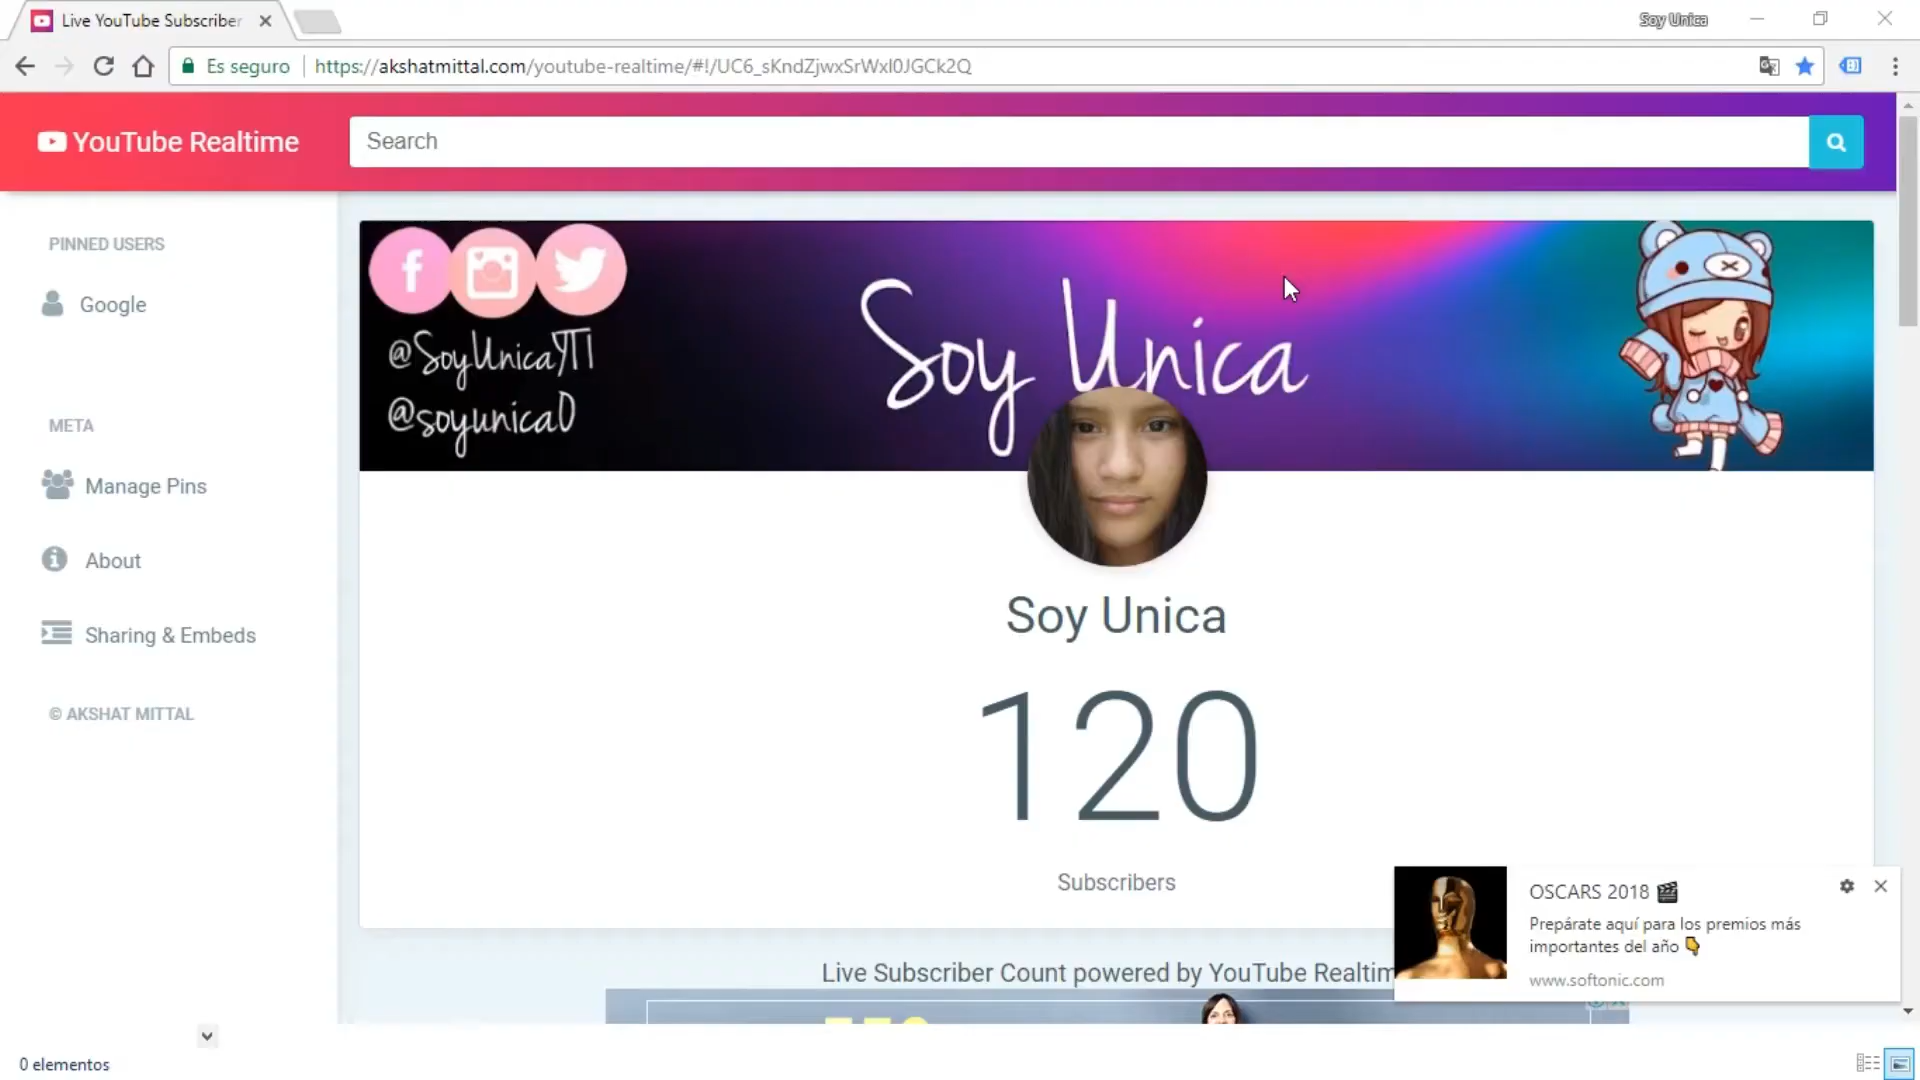 Live YouTube Subscriber
Soy Unica
Es seguro
https://akshatmittal.com/youtube-realtime/#!/UC6_sKndZjwxSrWxl0JGCk2Q
YouTube Realtime
Search
PINNED USERS
Google
META
Manage Pins
About
Sharing & Embeds
© AKSHAT MITTAL
@SoyUnicaYT1
@soyunica0
Soy Unica
Soy Unica
120
Subscribers
Live Subscriber Count powered by YouTube Realtim
OSCARS 2018 🎬
Prepárate aquí para los premios más
importantes del año 👇
www.softonic.com
0 elementos